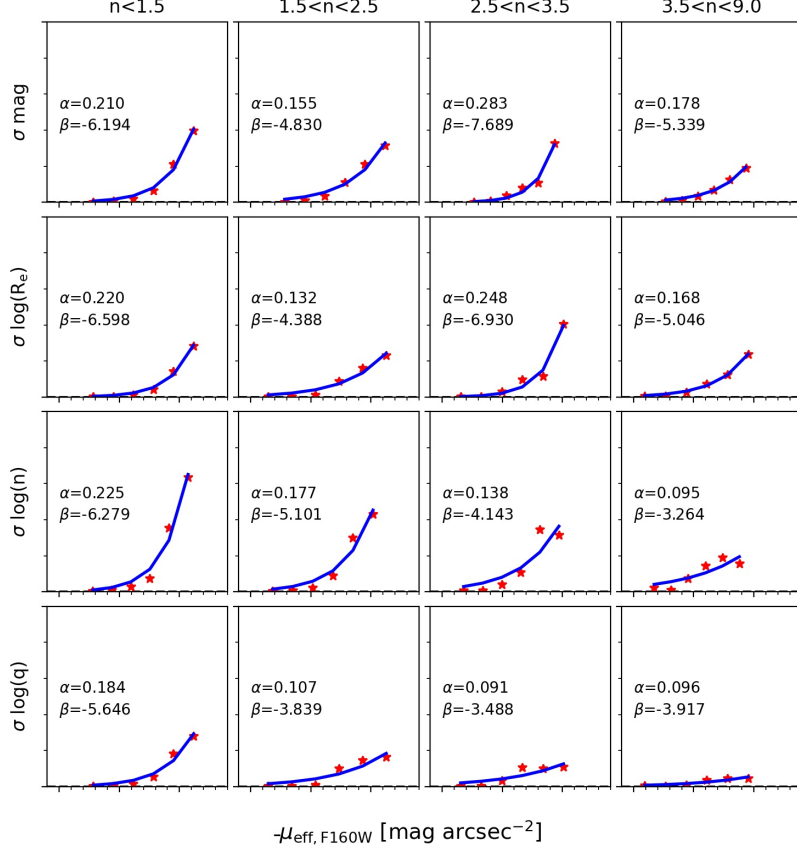 n<1.5 1.5<n<2.5 2.5<n<3.5 3.5<n<9.0
σ mag
α=0.210 α=0.155 α=0.283 α=0.178
β=-6.194 β=-4.830 β=-7.689 β=-5.339
σ log(Rₑ)
α=0.220 α=0.132 α=0.248 α=0.168
β=-6.598 β=-4.388 β=-6.930 β=-5.046
σ log(n)
α=0.225 α=0.177 α=0.138 α=0.095
β=-6.279 β=-5.101 β=-4.143 β=-3.264
σ log(q)
α=0.184 α=0.107 α=0.091 α=0.096
β=-5.646 β=-3.839 β=-3.488 β=-3.917
-μeff, F160W [mag arcsec⁻²]